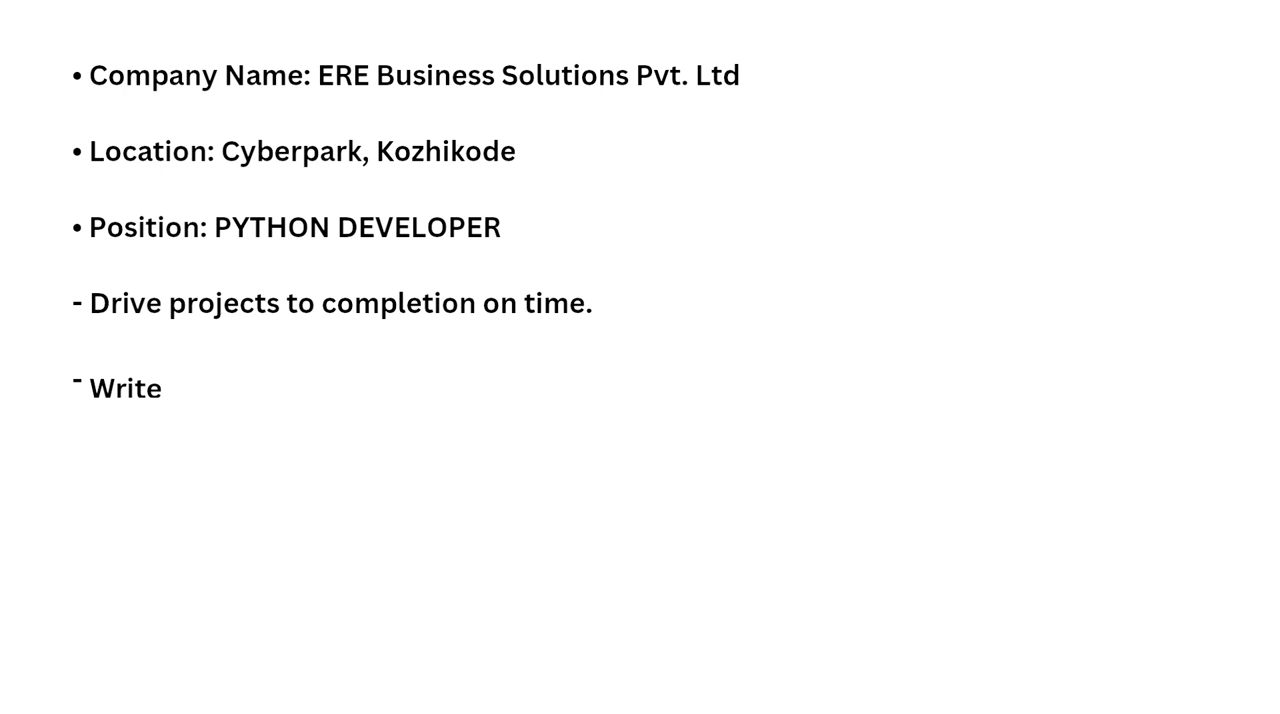 • Company Name: ERE Business Solutions Pvt. Ltd
• Location: Cyberpark, Kozhikode
• Position: PYTHON DEVELOPER
- Drive projects to completion on time.
- Write